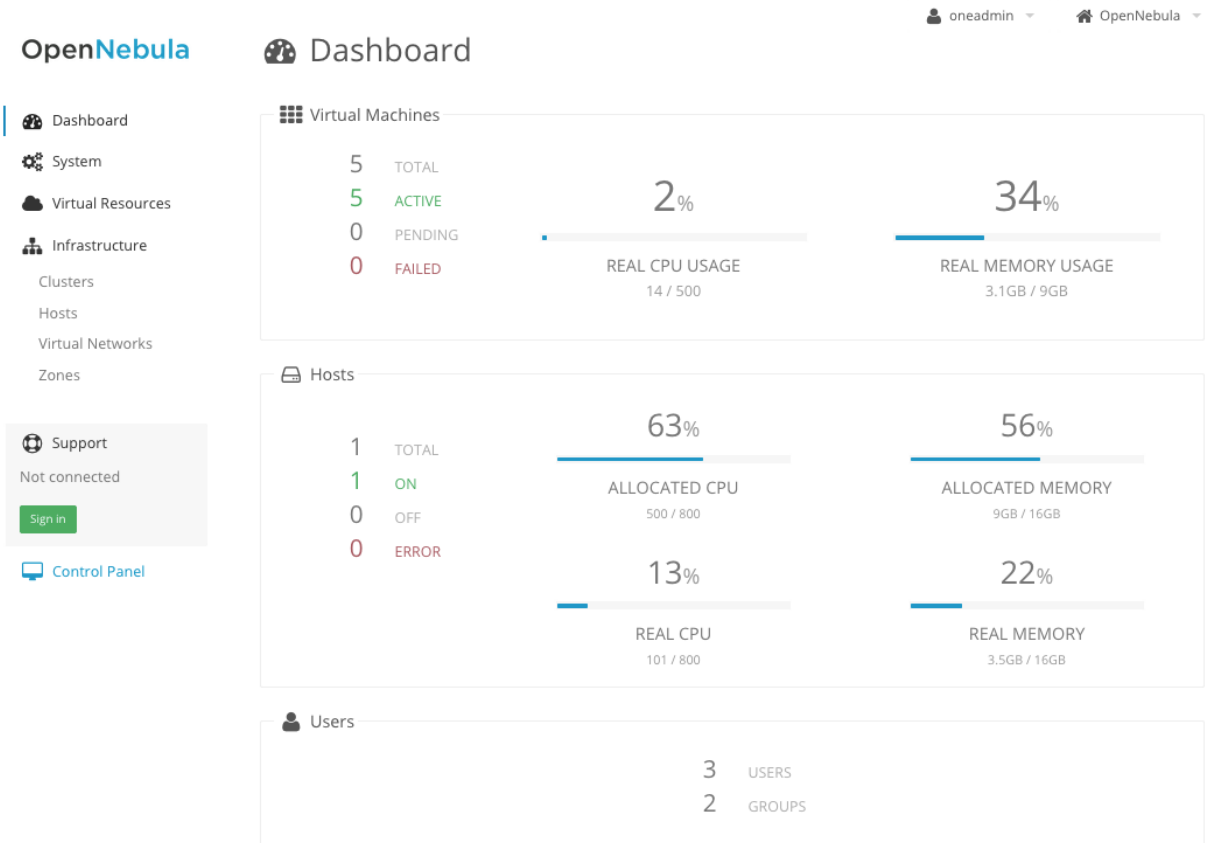 oneadmin OpenNebula
OpenNebula
Dashboard
Dashboard
System
Virtual Resources
Infrastructure
Clusters
Hosts
Virtual Networks
Zones
Support
Not connected
Sign in
Control Panel
Virtual Machines
5 TOTAL
5 ACTIVE
0 PENDING
0 FAILED
2%
REAL CPU USAGE
14 / 500
34%
REAL MEMORY USAGE
3.1GB / 9GB
Hosts
1 TOTAL
1 ON
0 OFF
0 ERROR
63%
ALLOCATED CPU
500 / 800
56%
ALLOCATED MEMORY
9GB / 16GB
13%
REAL CPU
101 / 800
22%
REAL MEMORY
3.5GB / 16GB
Users
3 USERS
2 GROUPS